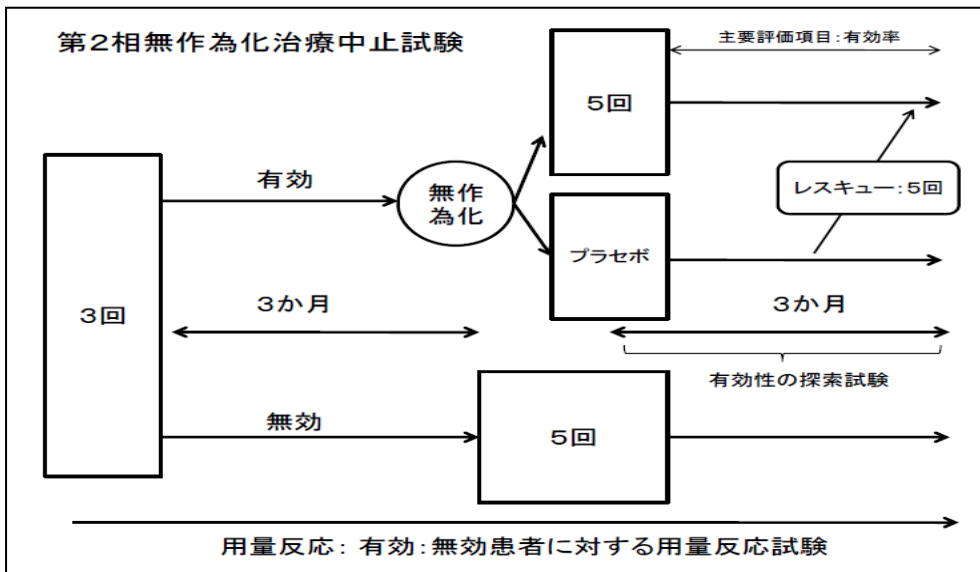 第2相無作為化治療中止試験
主要評価項目：有効率
5回
有効
無作
為化
レスキュー：5回
プラセボ
3回
3か月
3か月
有効性の探索試験
無効
5回
用量反応： 有効：無効患者に対する用量反応試験